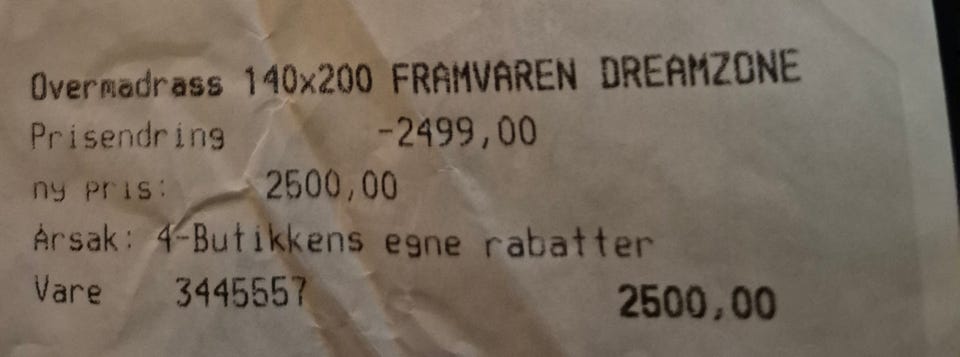 Overmadrass 140x200 FRAMVAREN DREAMZONE
Prisendring -2499,00
ny pris: 2500,00
Årsak: 4-Butikkens egne rabatter
Vare 3445557 2500,00